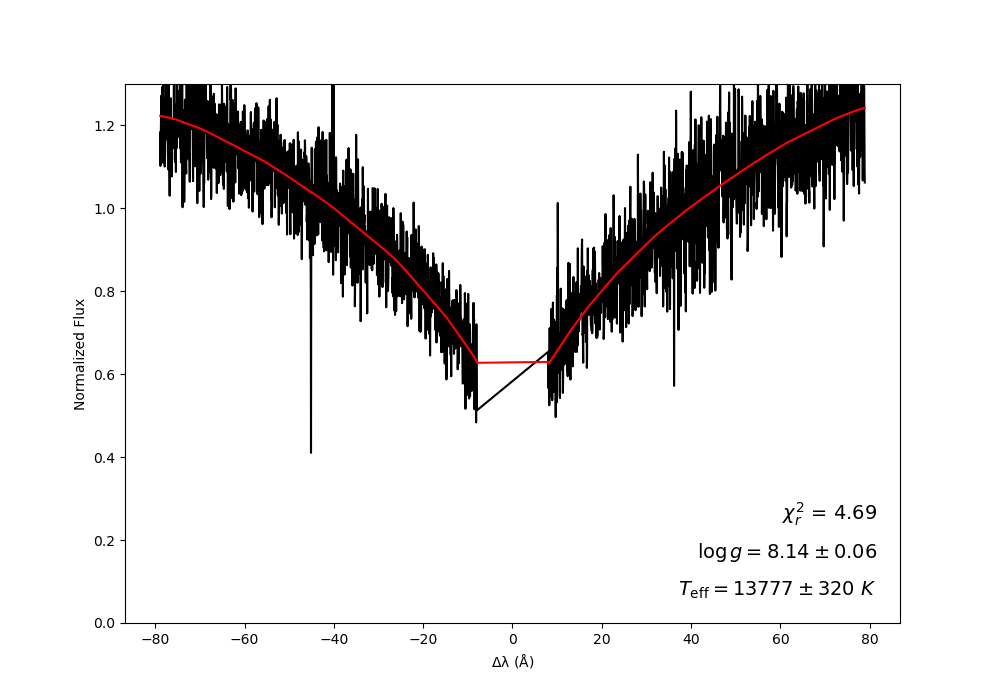 1.2
1.0
0.8
0.6
0.4
0.2
0.0
Normalized Flux
χ²ᵣ = 4.69
log g = 8.14 ± 0.06
T_eff = 13777 ± 320 K
−80 −60 −40 −20 0 20 40 60 80
Δλ (Å)